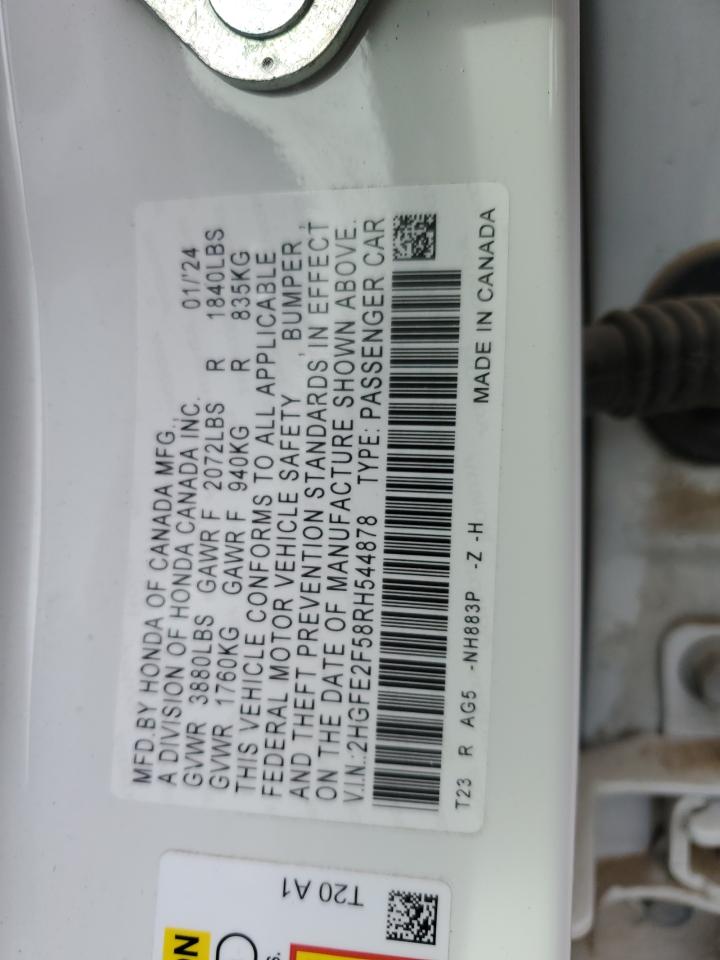 MFD.BY HONDA OF CANADA MFG.,
A DIVISION OF HONDA CANADA INC. 01/'24
GVWR 3880LBS GAWR F 2072LBS R 1840LBS
GVWR 1760KG GAWR F 940KG R 835KG
THIS VEHICLE CONFORMS TO ALL APPLICABLE
FEDERAL MOTOR VEHICLE SAFETY, BUMPER,
AND THEFT PREVENTION STANDARDS IN EFFECT
ON THE DATE OF MANUFACTURE SHOWN ABOVE.
V.I.N.:2HGFE2F58RH544878 TYPE: PASSENGER CAR
T23 R AG5 -NH883P -Z -H MADE IN CANADA
T20 A1